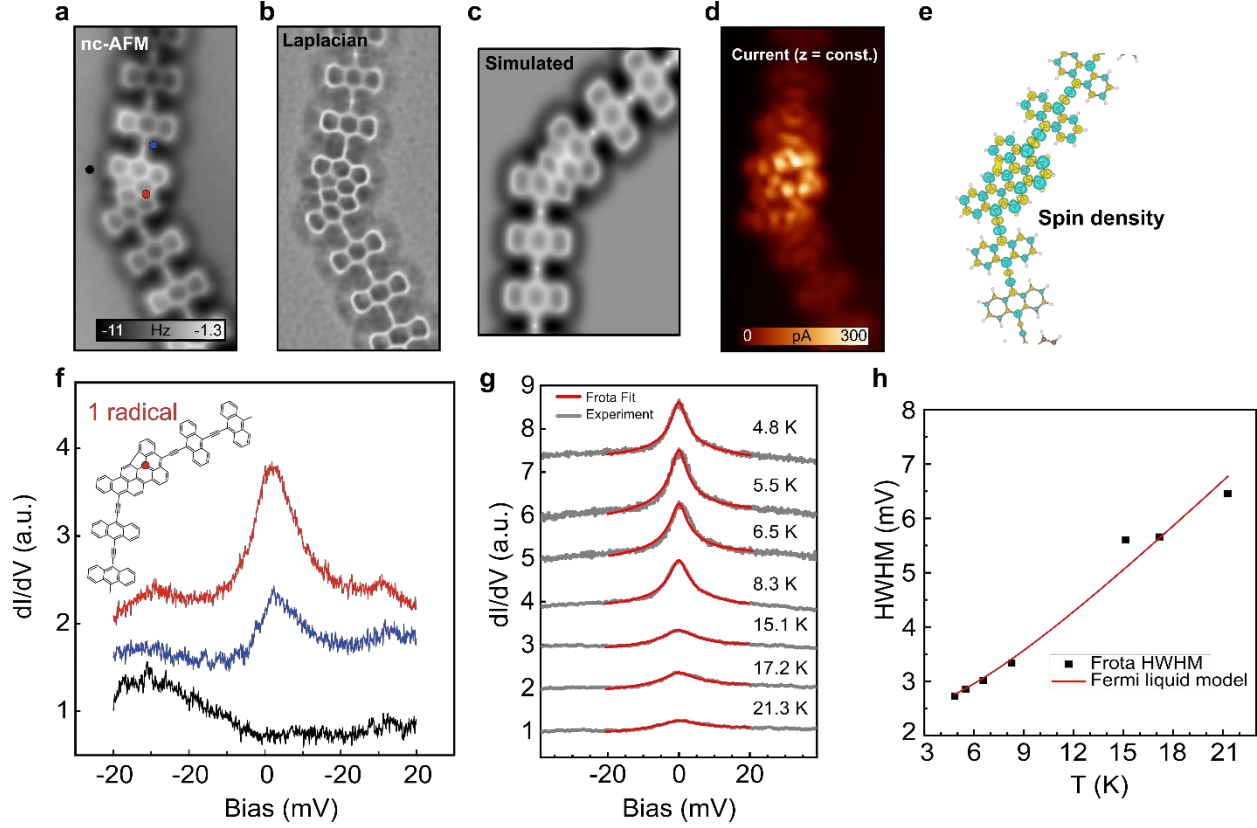 a
nc-AFM
-11 Hz -1.3
b
Laplacian
c
Simulated
d
Current (z = const.)
0 pA 300
e
Spin density
f
1 radical
dI/dV (a.u.)
4
3
2
1
-20 -20 0 -20 20
Bias (mV)
g
Frota Fit
Experiment
dI/dV (a.u.)
9
8
7
6
5
4
3
2
1
4.8 K
5.5 K
6.5 K
8.3 K
15.1 K
17.2 K
21.3 K
-20 0 20
Bias (mV)
h
HWHM (mV)
8
7
6
5
4
3
2
Frota HWHM
Fermi liquid model
3 6 9 12 15 18 21
T (K)